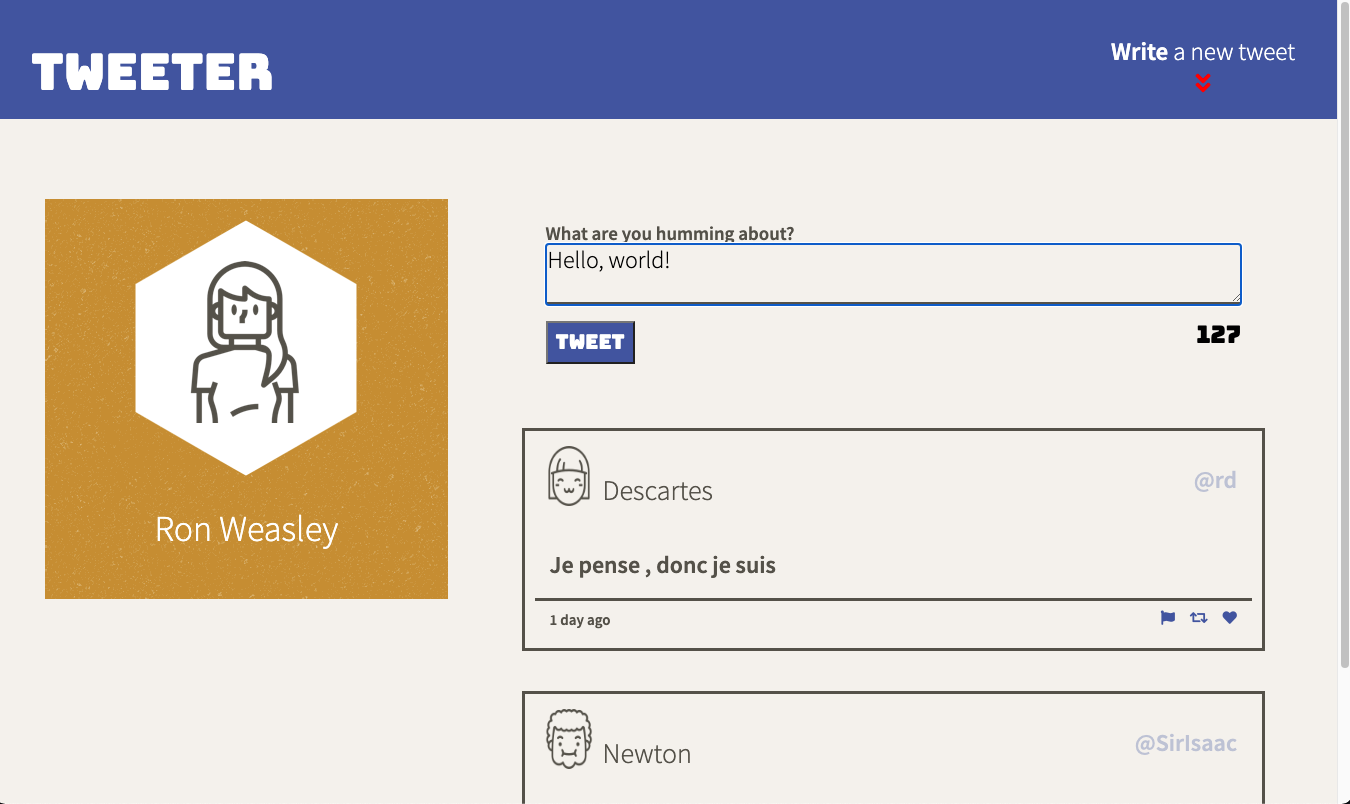 TWEETER
Write a new tweet
Ron Weasley
What are you humming about?
Hello, world!
TWEET
127
Descartes
@rd
Je pense , donc je suis
1 day ago
Newton
@SirIsaac